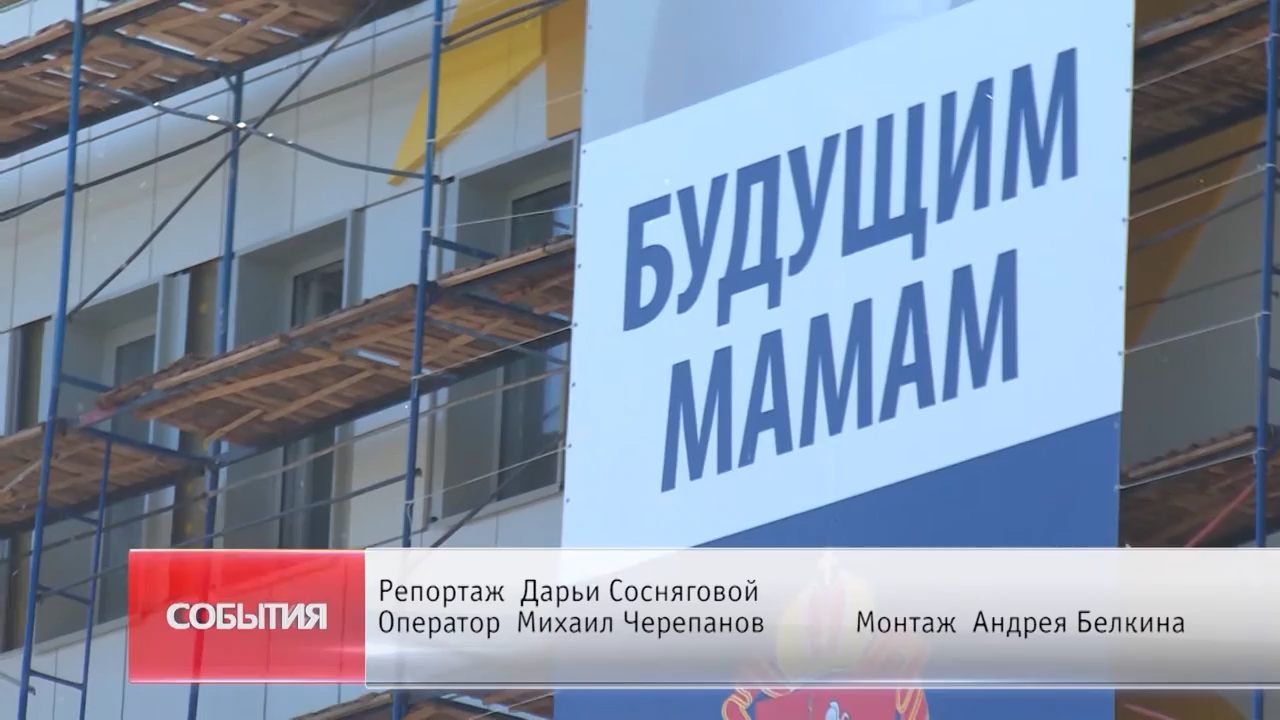 БУДУЩИМ
МАМАМ
СОБЫТИЯ
Репортаж Дарьи Сосняговой
Оператор Михаил Черепанов
Монтаж Андрея Белкина